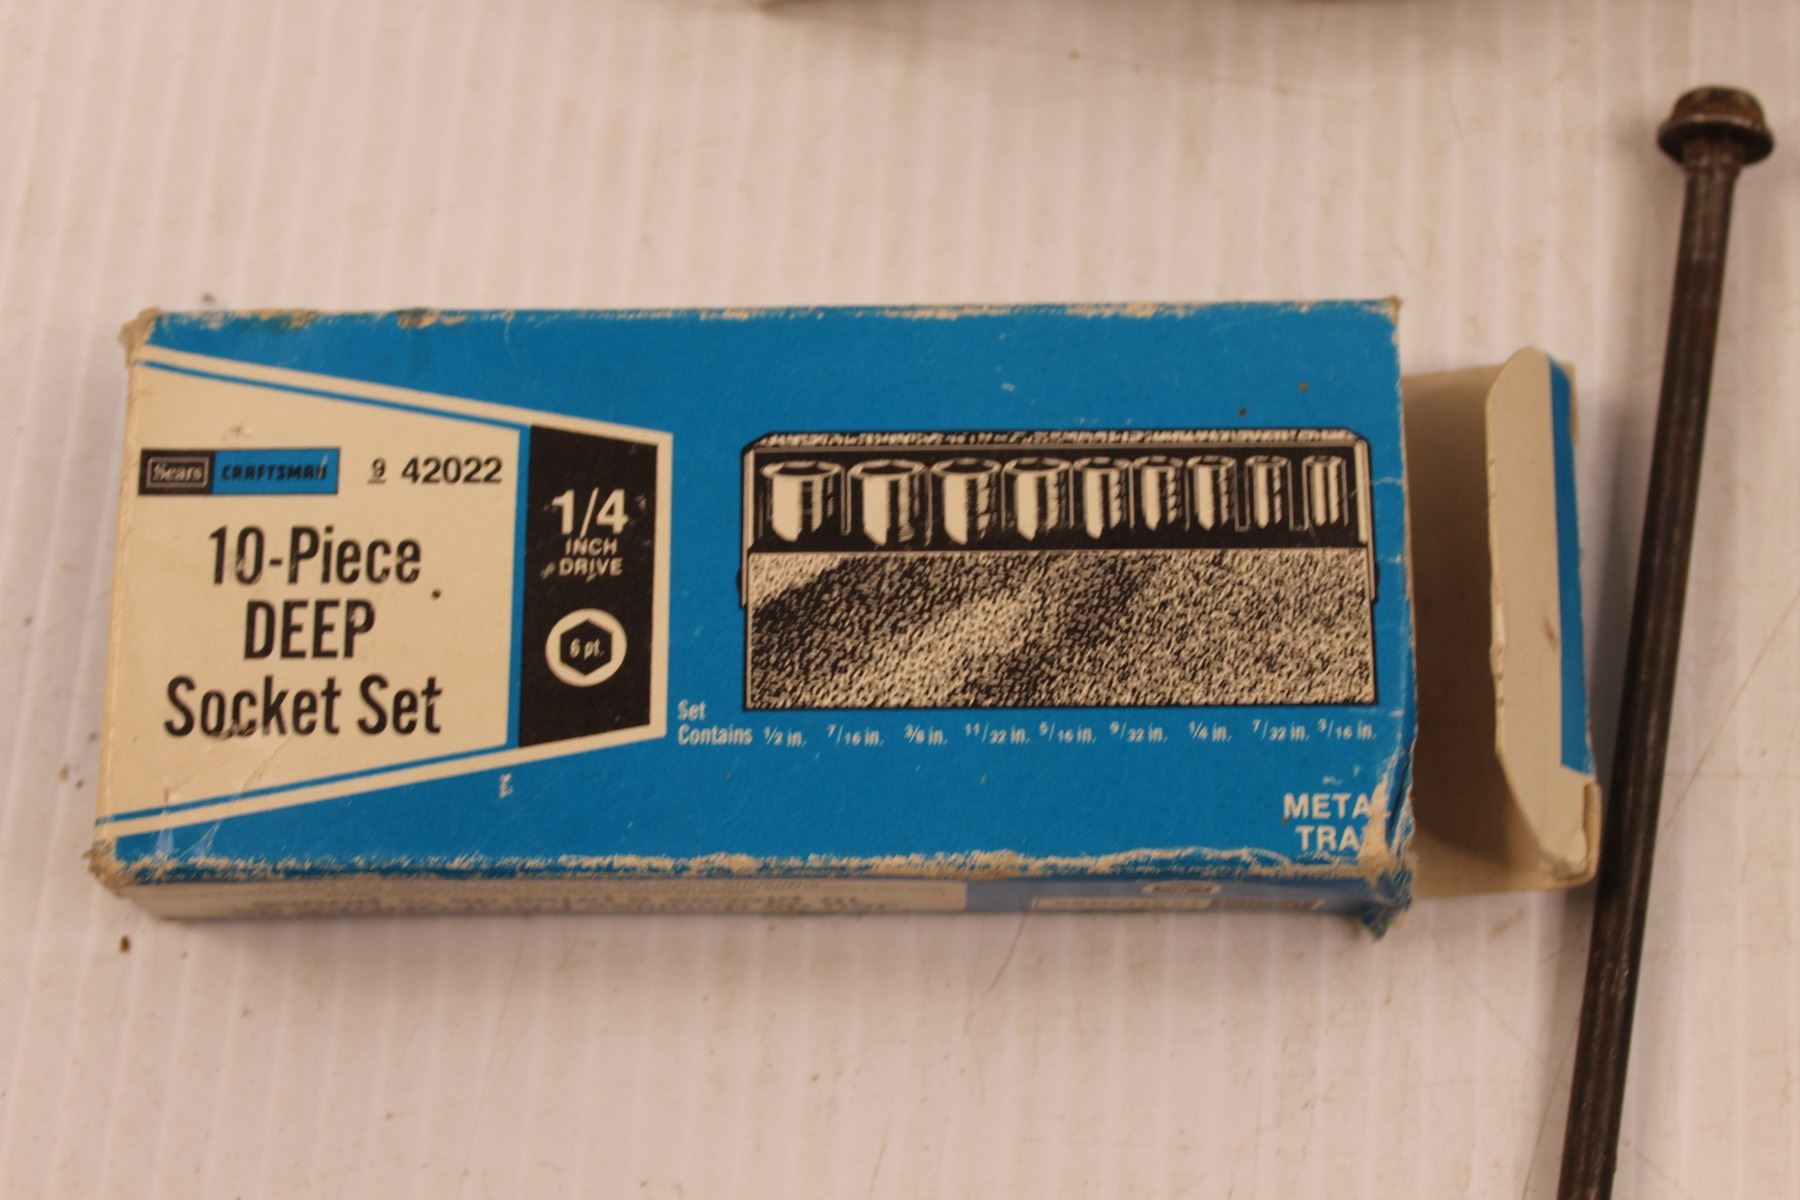 Sears CRAFTSMAN 9 42022
10-Piece
DEEP
Socket Set
1/4
INCH
DRIVE
6 pt.
Set
Contains 1/2 in. 7/16 in. 3/8 in. 11/32 in. 5/16 in. 9/32 in. 1/4 in. 7/32 in. 3/16 in.
METAL
TRA